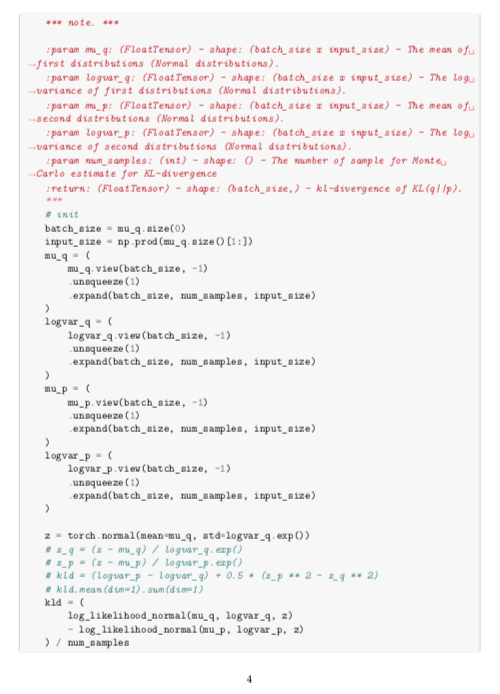 *** note. ***
:param mu_q: (FloatTensor) - shape: (batch_size x input_size) - The mean of␣
↪first distributions (Normal distributions).
:param logvar_q: (FloatTensor) - shape: (batch_size x input_size) - The log␣
↪variance of first distributions (Normal distributions).
:param mu_p: (FloatTensor) - shape: (batch_size x input_size) - The mean of␣
↪second distributions (Normal distributions).
:param logvar_p: (FloatTensor) - shape: (batch_size x input_size) - The log␣
↪variance of second distributions (Normal distributions).
:param num_samples: (int) - shape: () - The number of sample for Monte␣
↪Carlo estimate for KL-divergence
:return: (FloatTensor) - shape: (batch_size,) - kl-divergence of KL(q||p).
"""
# init
batch_size = mu_q.size(0)
input_size = np.prod(mu_q.size()[1:])
mu_q = (
mu_q.view(batch_size, -1)
.unsqueeze(1)
.expand(batch_size, num_samples, input_size)
)
logvar_q = (
logvar_q.view(batch_size, -1)
.unsqueeze(1)
.expand(batch_size, num_samples, input_size)
)
mu_p = (
mu_p.view(batch_size, -1)
.unsqueeze(1)
.expand(batch_size, num_samples, input_size)
)
logvar_p = (
logvar_p.view(batch_size, -1)
.unsqueeze(1)
.expand(batch_size, num_samples, input_size)
)
z = torch.normal(mean=mu_q, std=logvar_q.exp())
# z_q = (z - mu_q) / logvar_q.exp()
# z_p = (z - mu_p) / logvar_p.exp()
# kld = (logvar_p - logvar_q) + 0.5 * (z_p ** 2 - z_q ** 2)
# kld.mean(dim=1).sum(dim=1)
kld = (
log_likelihood_normal(mu_q, logvar_q, z)
- log_likelihood_normal(mu_p, logvar_p, z)
) / num_samples
4